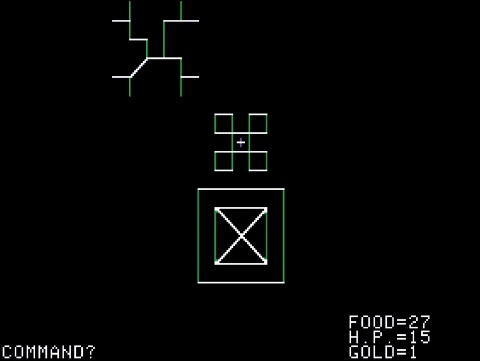 FOOD=27
H.P.=15
COMMAND?
GOLD=1